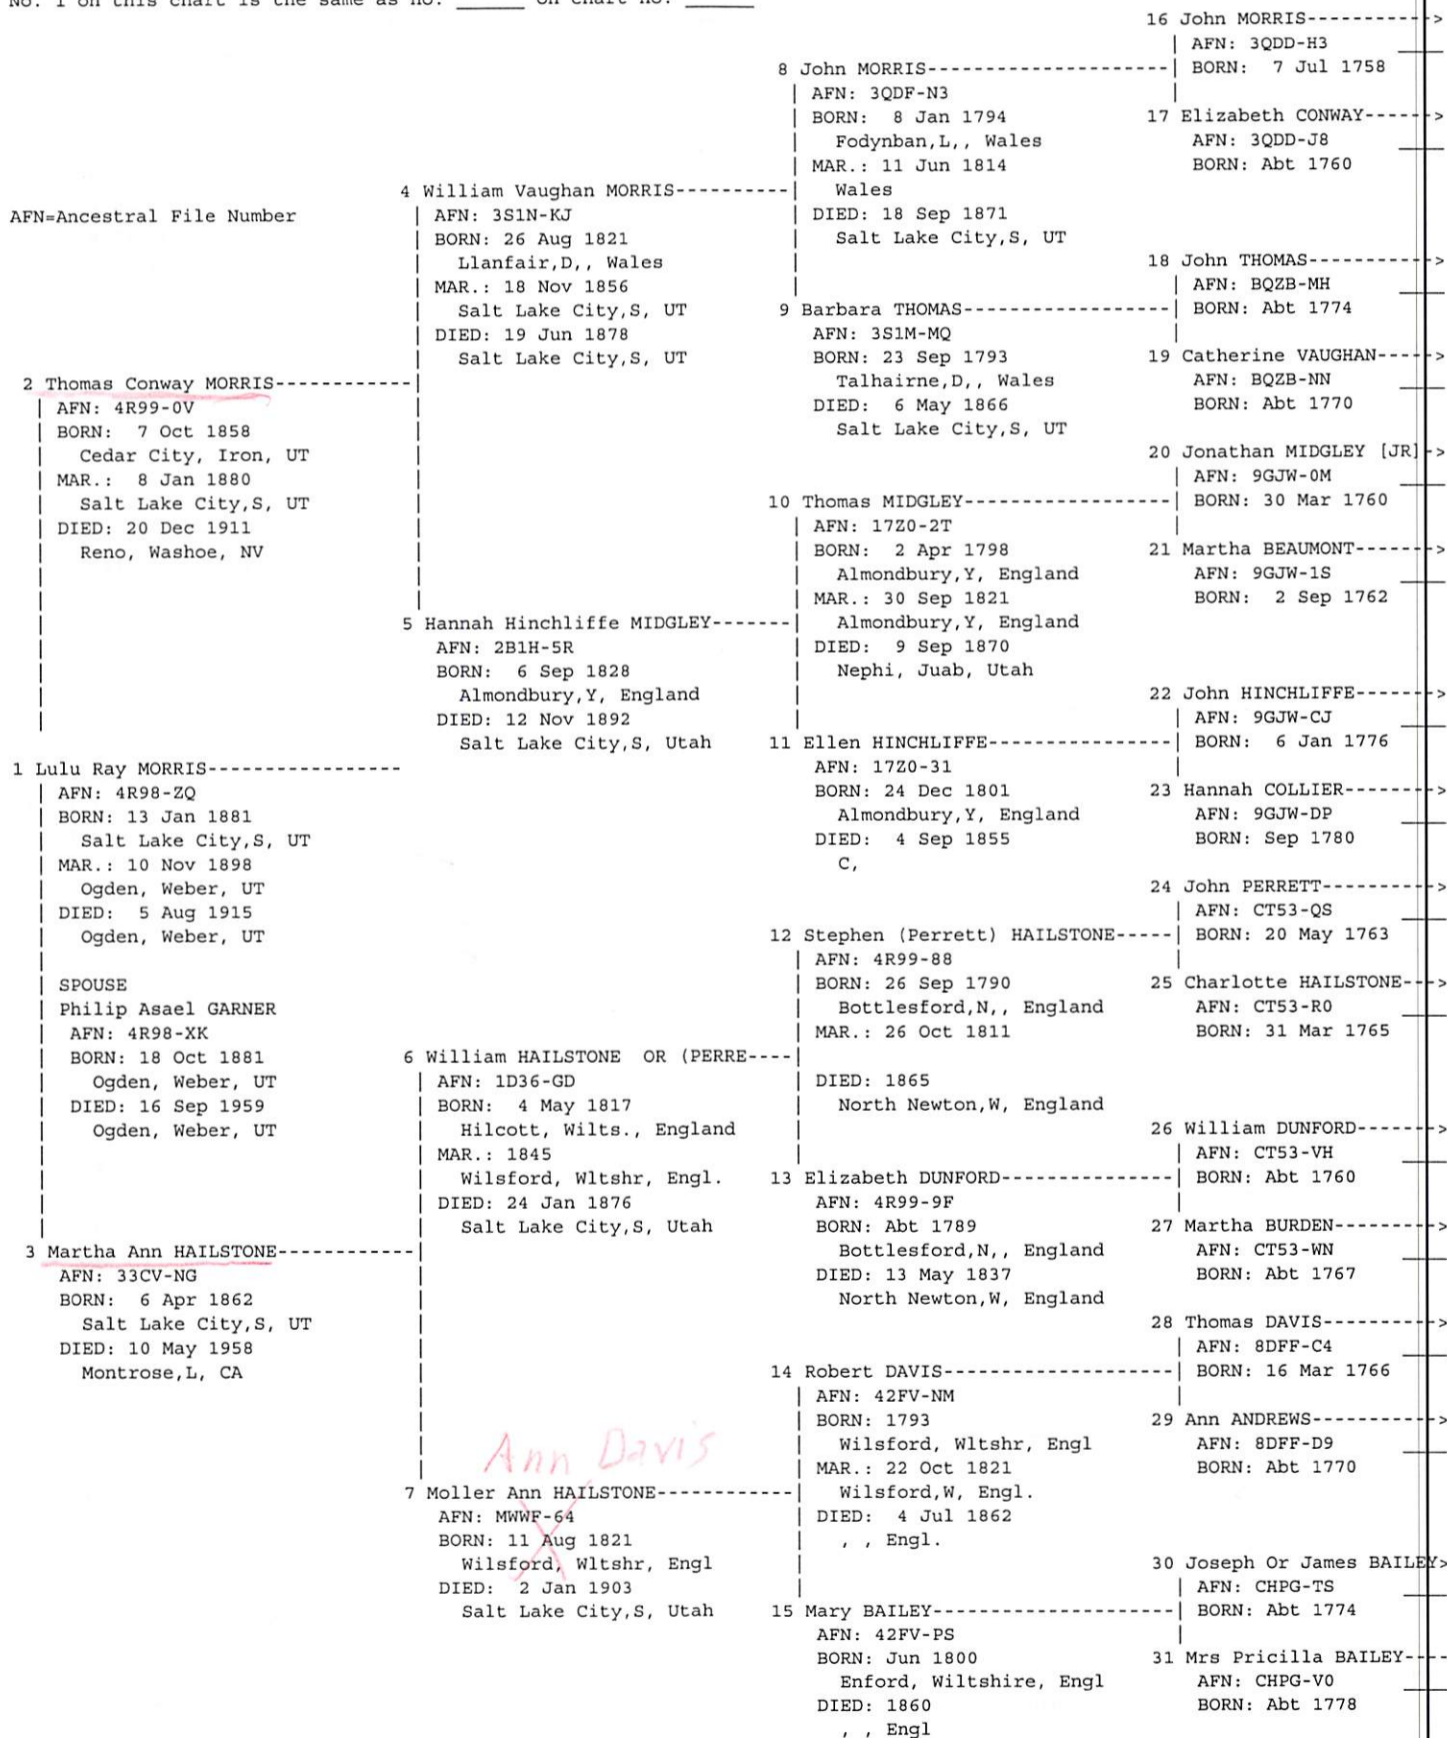 No. 1 on this chart is the same as no. ______ on chart no. ______
AFN=Ancestral File Number
1 Lulu Ray MORRIS----------------
AFN: 4R98-ZQ
BORN: 13 Jan 1881
Salt Lake City,S, UT
MAR.: 10 Nov 1898
Ogden, Weber, UT
DIED: 5 Aug 1915
Ogden, Weber, UT
SPOUSE
Philip Asael GARNER
AFN: 4R98-XK
BORN: 18 Oct 1881
Ogden, Weber, UT
DIED: 16 Sep 1959
Ogden, Weber, UT
2 Thomas Conway MORRIS-----------
AFN: 4R99-0V
BORN: 7 Oct 1858
Cedar City, Iron, UT
MAR.: 8 Jan 1880
Salt Lake City,S, UT
DIED: 20 Dec 1911
Reno, Washoe, NV
3 Martha Ann HAILSTONE-----------
AFN: 33CV-NG
BORN: 6 Apr 1862
Salt Lake City,S, UT
DIED: 10 May 1958
Montrose,L, CA
4 William Vaughan MORRIS----------
AFN: 3S1N-KJ
BORN: 26 Aug 1821
Llanfair,D,, Wales
MAR.: 18 Nov 1856
Salt Lake City,S, UT
DIED: 19 Jun 1878
Salt Lake City,S, UT
5 Hannah Hinchliffe MIDGLEY-------
AFN: 2B1H-5R
BORN: 6 Sep 1828
Almondbury,Y, England
DIED: 12 Nov 1892
Salt Lake City,S, Utah
6 William HAILSTONE OR (PERRE----
AFN: 1D36-GD
BORN: 4 May 1817
Hilcott, Wilts., England
MAR.: 1845
Wilsford, Wltshr, Engl.
DIED: 24 Jan 1876
Salt Lake City,S, Utah
Ann Davis
7 Moller Ann HAILSTONE-----------
AFN: MWWF-64
BORN: 11 Aug 1821
Wilsford, Wltshr, Engl
DIED: 2 Jan 1903
Salt Lake City,S, Utah
8 John MORRIS--------------------
AFN: 3QDF-N3
BORN: 8 Jan 1794
Fodynban,L,, Wales
MAR.: 11 Jun 1814
Wales
DIED: 18 Sep 1871
Salt Lake City,S, UT
9 Barbara THOMAS-----------------
AFN: 3S1M-MQ
BORN: 23 Sep 1793
Talhairne,D,, Wales
DIED: 6 May 1866
Salt Lake City,S, UT
10 Thomas MIDGLEY-----------------
AFN: 17Z0-2T
BORN: 2 Apr 1798
Almondbury,Y, England
MAR.: 30 Sep 1821
Almondbury,Y, England
DIED: 9 Sep 1870
Nephi, Juab, Utah
11 Ellen HINCHLIFFE---------------
AFN: 17Z0-31
BORN: 24 Dec 1801
Almondbury,Y, England
DIED: 4 Sep 1855
C,
12 Stephen (Perrett) HAILSTONE-----
AFN: 4R99-88
BORN: 26 Sep 1790
Bottlesford,N,, England
MAR.: 26 Oct 1811
DIED: 1865
North Newton,W, England
13 Elizabeth DUNFORD--------------
AFN: 4R99-9F
BORN: Abt 1789
Bottlesford,N,, England
DIED: 13 May 1837
North Newton,W, England
14 Robert DAVIS-------------------
AFN: 42FV-NM
BORN: 1793
Wilsford, Wltshr, Engl
MAR.: 22 Oct 1821
Wilsford,W, Engl.
DIED: 4 Jul 1862
, , Engl.
15 Mary BAILEY--------------------
AFN: 42FV-PS
BORN: Jun 1800
Enford, Wiltshire, Engl
DIED: 1860
, , Engl
16 John MORRIS----------->
AFN: 3QDD-H3
BORN: 7 Jul 1758
17 Elizabeth CONWAY------>
AFN: 3QDD-J8
BORN: Abt 1760
18 John THOMAS----------->
AFN: BQZB-MH
BORN: Abt 1774
19 Catherine VAUGHAN----->
AFN: BQZB-NN
BORN: Abt 1770
20 Jonathan MIDGLEY [JR]->
AFN: 9GJW-0M
BORN: 30 Mar 1760
21 Martha BEAUMONT------->
AFN: 9GJW-1S
BORN: 2 Sep 1762
22 John HINCHLIFFE------->
AFN: 9GJW-CJ
BORN: 6 Jan 1776
23 Hannah COLLIER-------->
AFN: 9GJW-DP
BORN: Sep 1780
24 John PERRETT---------->
AFN: CT53-QS
BORN: 20 May 1763
25 Charlotte HAILSTONE--->
AFN: CT53-R0
BORN: 31 Mar 1765
26 William DUNFORD------->
AFN: CT53-VH
BORN: Abt 1760
27 Martha BURDEN--------->
AFN: CT53-WN
BORN: Abt 1767
28 Thomas DAVIS---------->
AFN: 8DFF-C4
BORN: 16 Mar 1766
29 Ann ANDREWS----------->
AFN: 8DFF-D9
BORN: Abt 1770
30 Joseph Or James BAILEY>
AFN: CHPG-TS
BORN: Abt 1774
31 Mrs Pricilla BAILEY----
AFN: CHPG-V0
BORN: Abt 1778